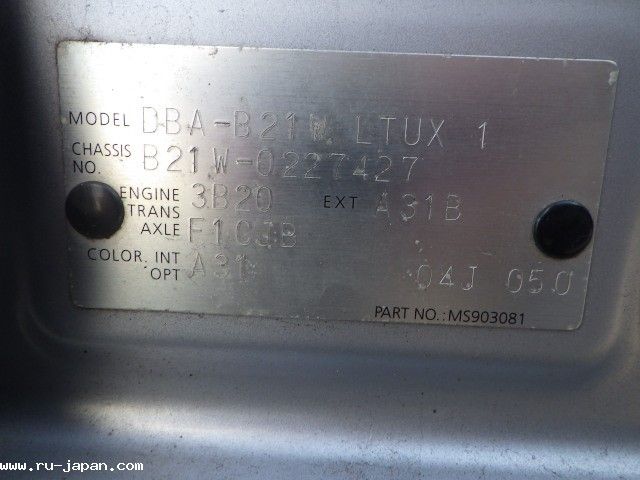 MODEL DBA-B21W LTUX 1
CHASSIS NO. B21W-0227427
ENGINE 3B20 EXT A31B
TRANS AXLE F1CJB
COLOR. INT A31
OPT 04J 050
PART NO.: MS903081
www.ru-japan.com